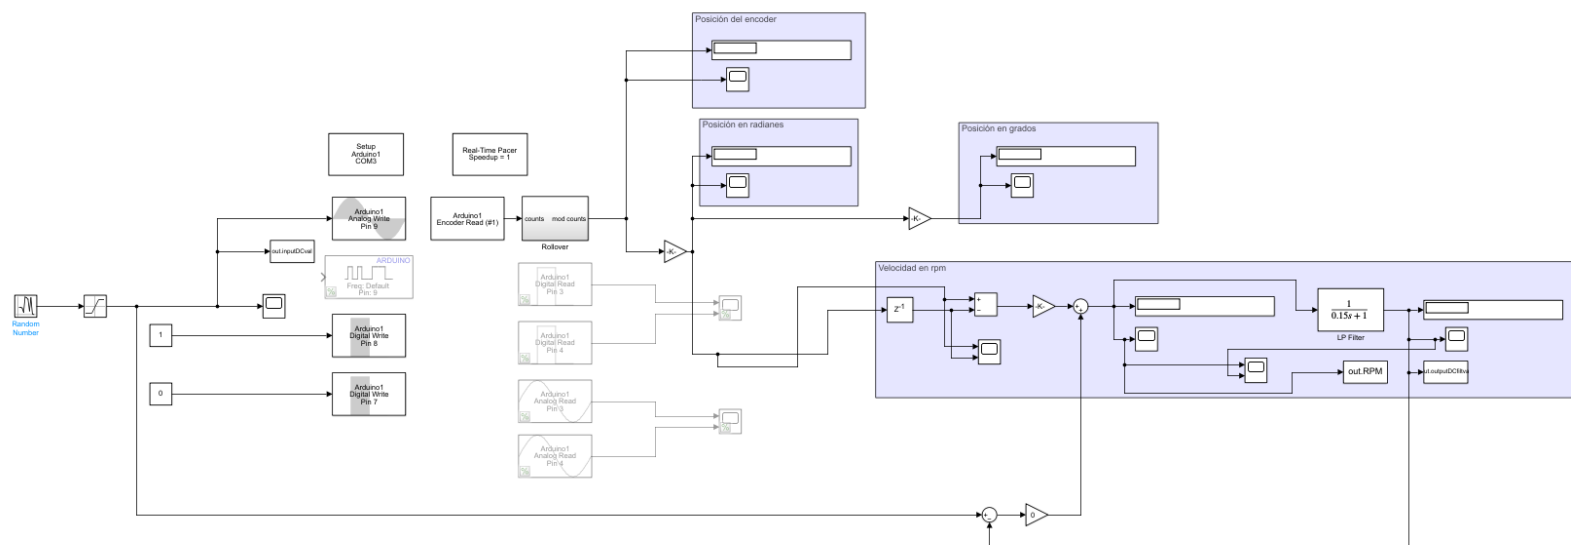 Posición del encoder
Posición en radianes
Posición en grados
Setup
Arduino1
COM3
Real-Time Pacer
Speedup = 1
Arduino1
Analog Write
Pin 9
Arduino1
Encoder Read (#1)
counts
mod counts
Rollover
-K-
-K-
out.inputDCval
ARDUINO
Freq: Default
Pin: 9
Random
Number
1
Arduino1
Digital Write
Pin 8
0
Arduino1
Digital Write
Pin 7
Arduino1
Digital Read
Pin 3
Arduino1
Digital Read
Pin 4
Arduino1
Analog Read
Pin 3
Arduino1
Analog Read
Pin 4
Velocidad en rpm
z-1
+
−
-K-
+
+
1
0.15s + 1
LP Filter
out.RPM
+
−
0